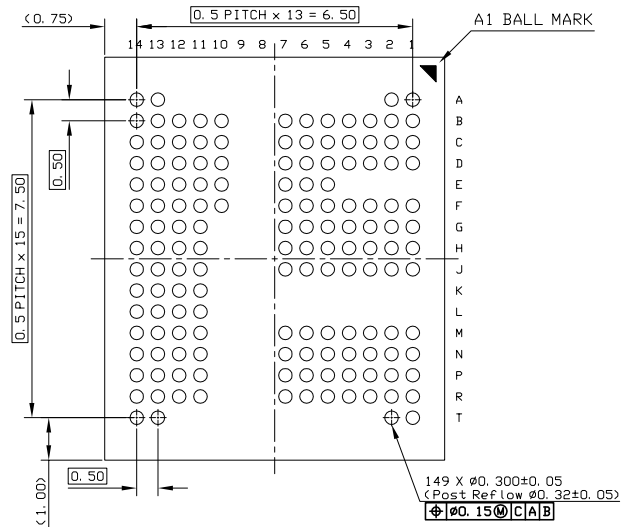 (0.75)
0.5 PITCH x 13 = 6.50
A1 BALL MARK
14 13 12 11 10 9 8 7 6 5 4 3 2 1
A
B
C
D
E
F
G
H
J
K
L
M
N
P
R
T
0.50
0.5 PITCH x 15 = 7.50
(1.00)
0.50
149 X ø0.300±0.05
(Post Reflow ø0.32±0.05)
⌖ ø0.15Ⓜ C A B